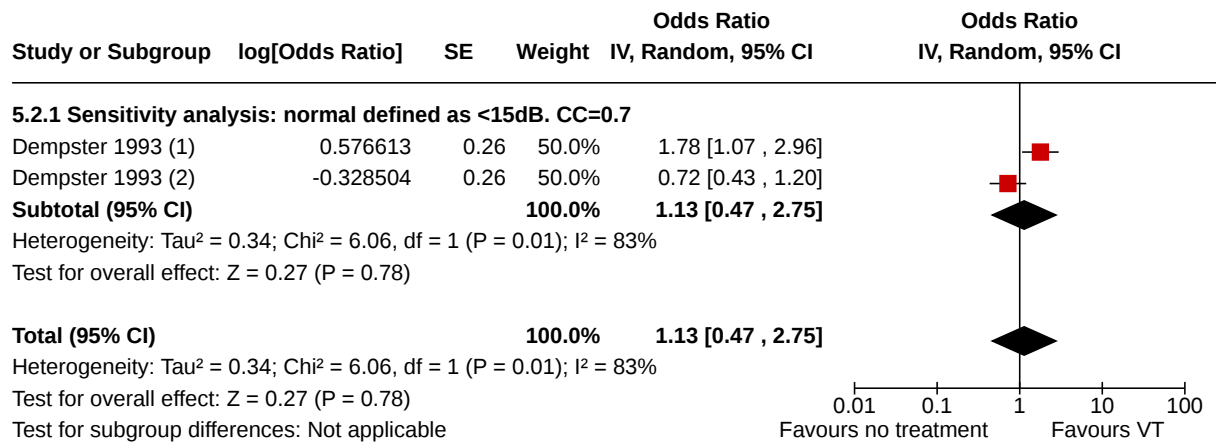 Odds Ratio Odds Ratio
Study or Subgroup log[Odds Ratio] SE Weight IV, Random, 95% CI IV, Random, 95% CI
5.2.1 Sensitivity analysis: normal defined as <15dB. CC=0.7
Dempster 1993 (1) 0.576613 0.26 50.0% 1.78 [1.07 , 2.96]
Dempster 1993 (2) -0.328504 0.26 50.0% 0.72 [0.43 , 1.20]
Subtotal (95% CI) 100.0% 1.13 [0.47 , 2.75]
Heterogeneity: Tau² = 0.34; Chi² = 6.06, df = 1 (P = 0.01); I² = 83%
Test for overall effect: Z = 0.27 (P = 0.78)
Total (95% CI) 100.0% 1.13 [0.47 , 2.75]
Heterogeneity: Tau² = 0.34; Chi² = 6.06, df = 1 (P = 0.01); I² = 83%
Test for overall effect: Z = 0.27 (P = 0.78) 0.01 0.1 1 10 100
Test for subgroup differences: Not applicable Favours no treatment Favours VT